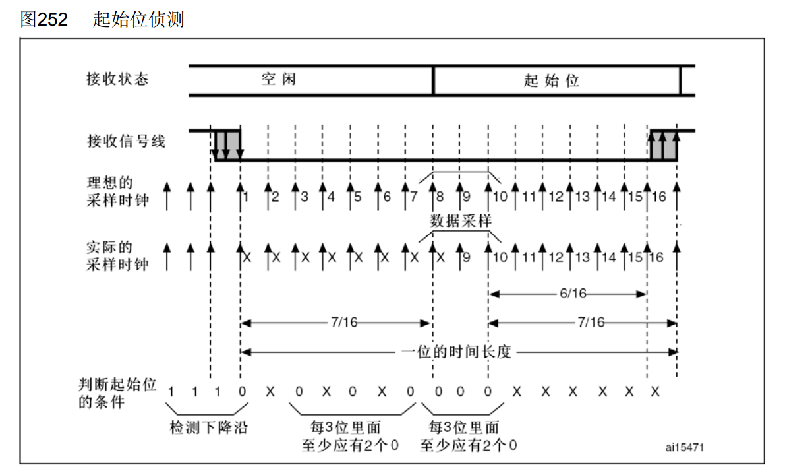 图252 起始位侦测
接收状态
空闲
起始位
接收信号线
理想的
采样时钟
1 2 3 4 5 6 7 8 9 10 11 12 13 14 15 16
数据采样
实际的
采样时钟
X X X X X X X X 9 10 11 12 13 14 15 16
6/16
7/16
7/16
一位的时间长度
判断起始位
的条件
1 1 1 0 X 0 X 0 X 0 0 0 0 X X X X X X
检测下降沿
每3位里面
至少应有2个0
每3位里面
至少应有2个0
ai15471